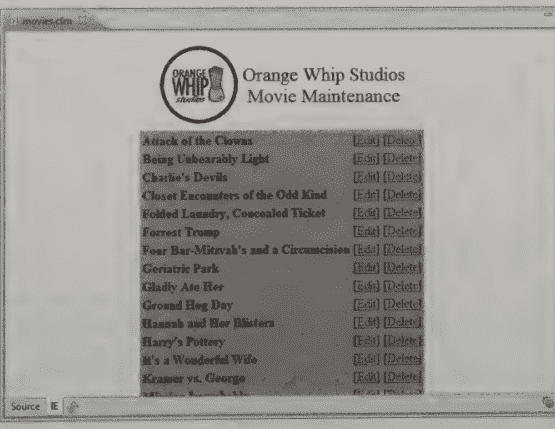 movies.cfm
ORANGE
WHIP
studios
Orange Whip Studios
Movie Maintenance
Attack of the Clowns [Edit] [Delete]
Being Unbearably Light [Edit] [Delete]
Charlie's Devils [Edit] [Delete]
Closet Encounters of the Odd Kind [Edit] [Delete]
Folded Laundry, Concealed Ticket [Edit] [Delete]
Forrest Trump [Edit] [Delete]
Four Bar-Mitzvah's and a Circumcision [Edit] [Delete]
Geriatric Park [Edit] [Delete]
Gladly Ate Her [Edit] [Delete]
Ground Hog Day [Edit] [Delete]
Hannah and Her Blisters [Edit] [Delete]
Harry's Pottery [Edit] [Delete]
It's a Wonderful Wife [Edit] [Delete]
Kramer vs. George [Edit] [Delete]
Source IE